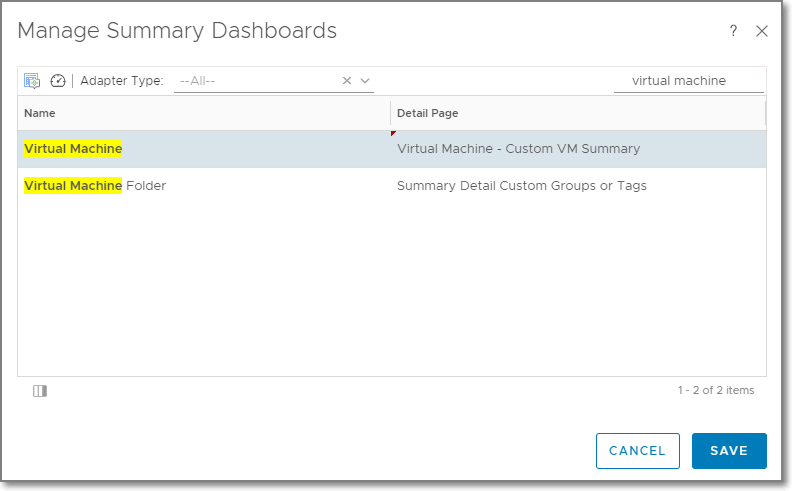 Manage Summary Dashboards ?
Adapter Type: --All-- virtual machine
Name Detail Page
Virtual Machine Virtual Machine - Custom VM Summary
Virtual Machine Folder Summary Detail Custom Groups or Tags
1 - 2 of 2 items
CANCEL SAVE